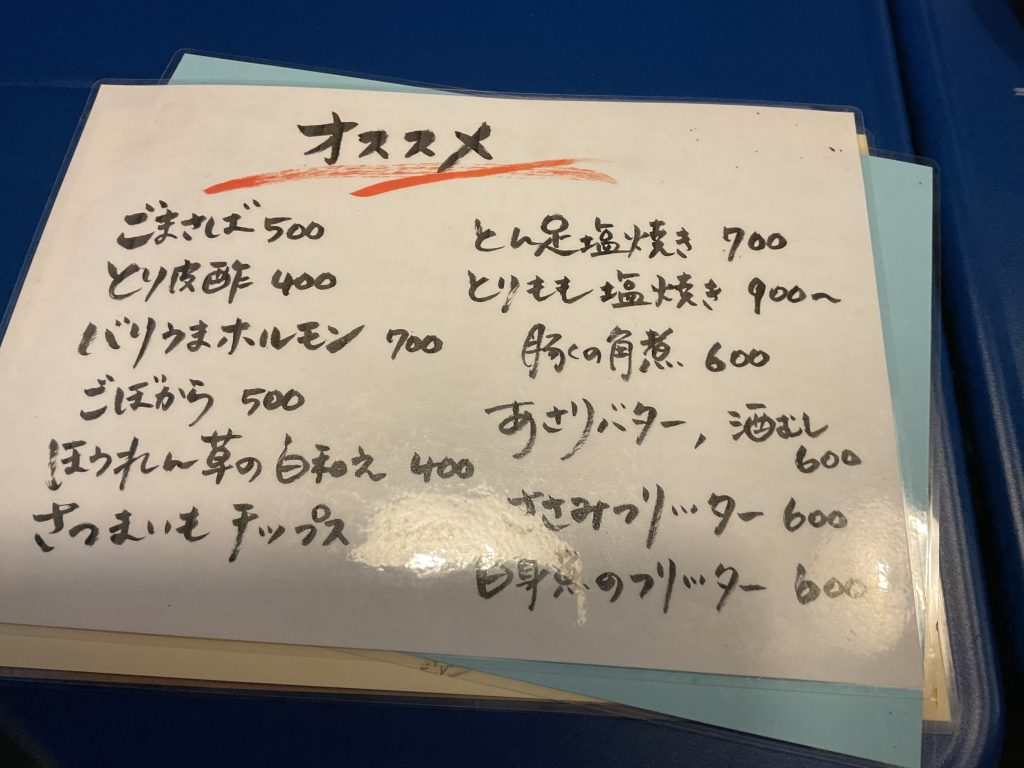 オススメ
ごまさば 500
とり皮酢 400
バリうまホルモン 700
ごぼから 500
ほうれん草の白和え 400
さつまいもチップス
とん足塩焼き 700
とりもも塩焼き 900〜
豚の角煮 600
あさりバター, 酒むし
600
ささみフリッター 600
白身魚のフリッター 600